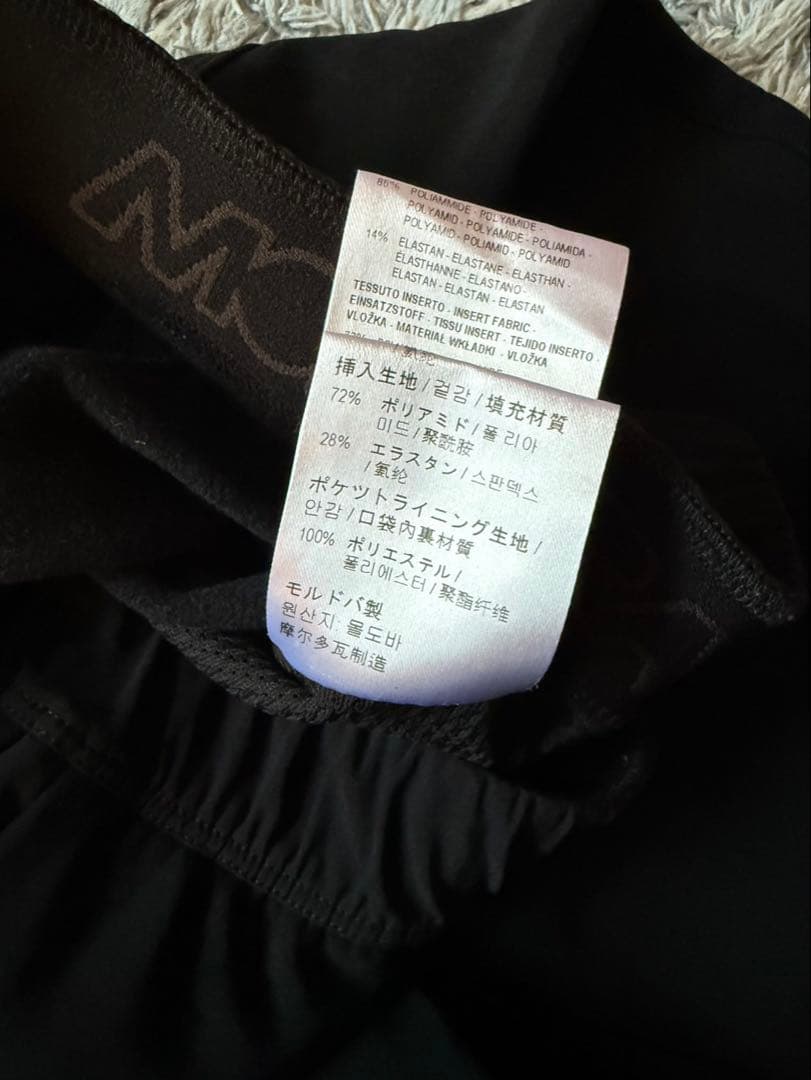 86% POLIAMMIDE - POLYAMIDE -
POLYAMID - POLYAMIDE - POLIAMIDA -
POLYAMID - POLIAMID - POLYAMID
14% ELASTAN - ELASTANE - ELASTHAN -
ELASTHANNE - ELASTANO -
ELASTAN - ELASTAN - ELASTAN
TESSUTO INSERTO - INSERT FABRIC -
EINSATZSTOFF - TISSU INSERT - TEJIDO INSERTO -
VLOŽKA - MATERIAŁ WKŁADKI - VLOŽKA
挿入生地/겉감/填充材質
72% ポリアミド/폴리아
미드/聚酰胺
28% エラスタン/스판덱스
/氨纶
ポケツトライニング生地/
안감/口袋內裏材質
100% ポリエステル/
폴리에스터/聚酯纤维
モルドバ製
원산지: 몰도바
摩尔多瓦制造